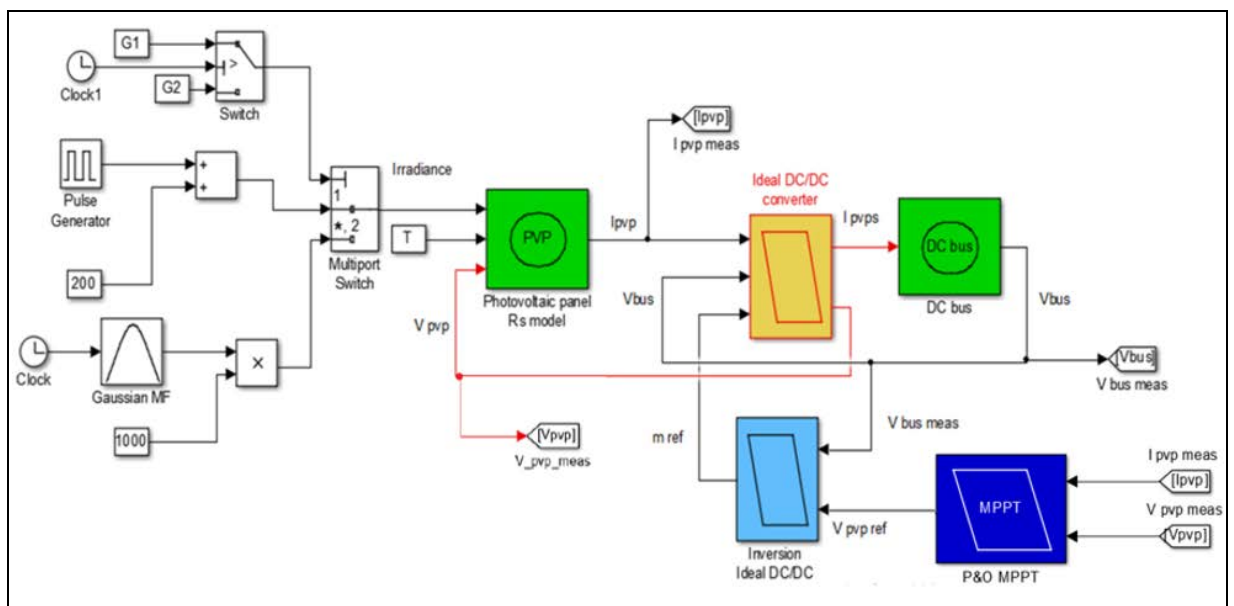 G1
Clock1
>
G2
Switch
Pulse
Generator
+
+
200
1
*, 2
Multiport
Switch
Irradiance
T
Clock
Gaussian MF
X
1000
V pvp
PVP
Photovoltaic panel
Rs model
Ipvp
[Ipvp]
I pvp meas
Ideal DC/DC
converter
I pvps
Vbus
DC bus
DC bus
Vbus
[Vbus]
V bus meas
[Vpvp]
V_pvp_meas
m ref
V bus meas
Inversion
Ideal DC/DC
V pvp ref
MPPT
P&O MPPT
I pvp meas
[Ipvp]
V pvp meas
[Vpvp]